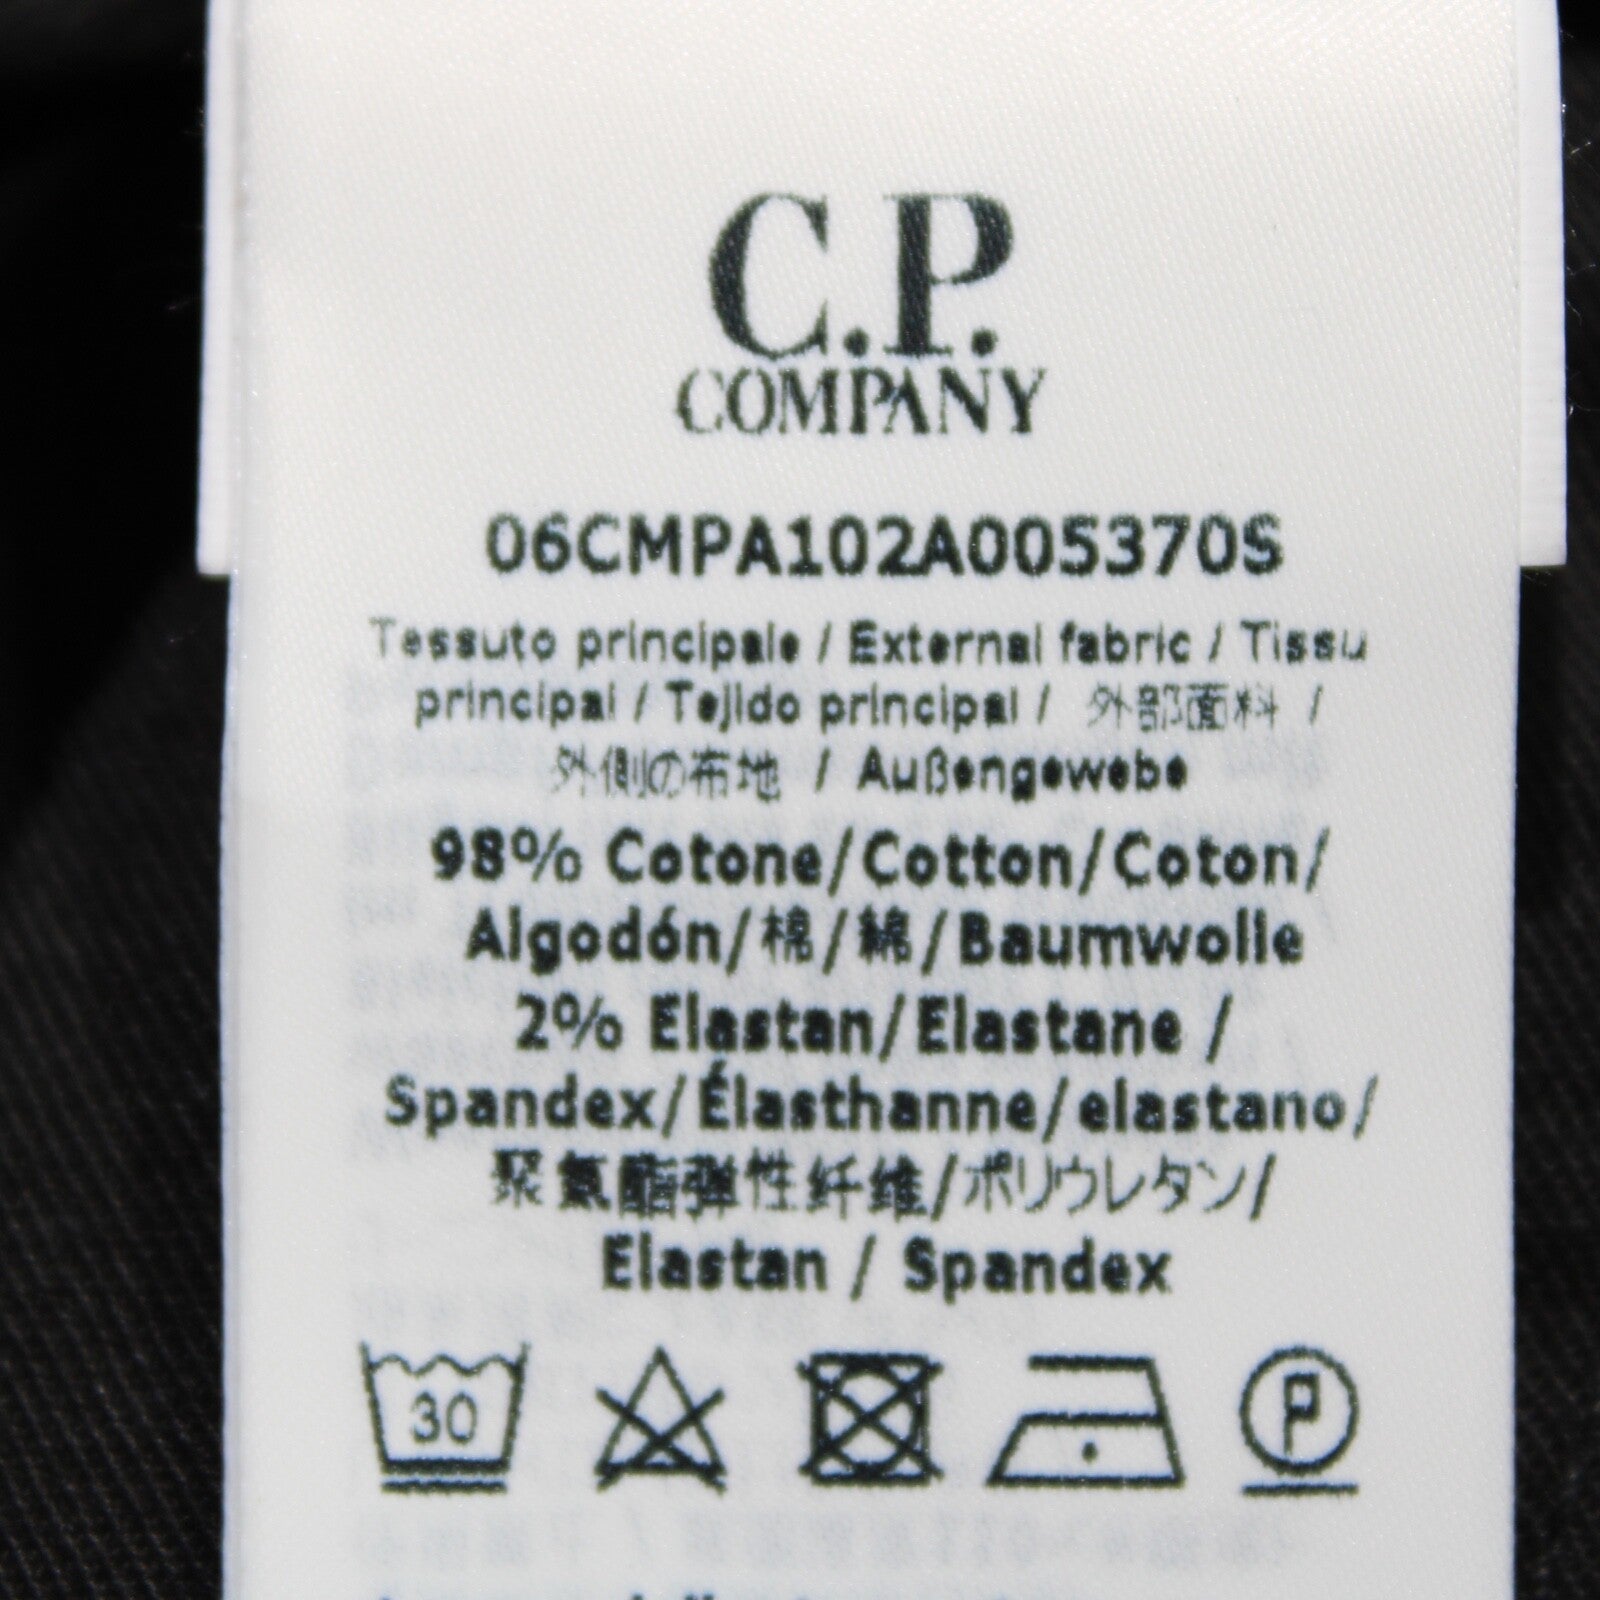 C.P.
COMPANY
06CMPA102A005370S
Tessuto principale / External fabric / Tissu
principal / Tejido principal / 外部面料 /
外側の布地 / Außengewebe
98% Cotone/Cotton/Coton/
Algodón/棉/綿/Baumwolle
2% Elastan/Elastane /
Spandex/Élasthanne/elastano/
聚氨酯弹性纤维/ポリウレタン/
Elastan / Spandex
30
P